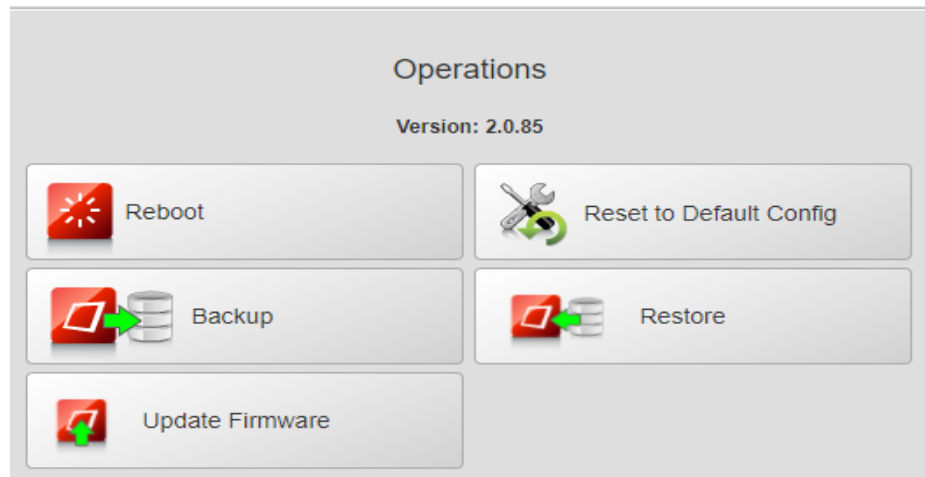 Operations
Version: 2.0.85
Reboot
Reset to Default Config
Backup
Restore
Update Firmware